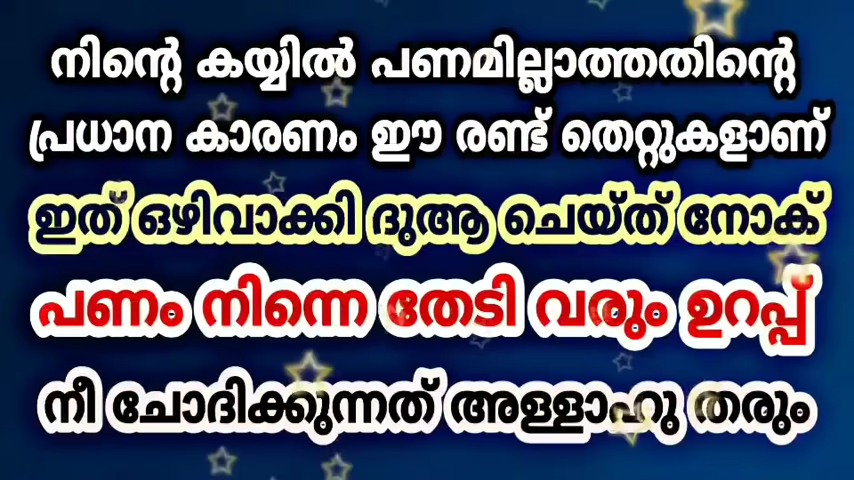 നിന്റെ കയ്യിൽ പണമില്ലാത്തതിന്റെ
പ്രധാന കാരണം ഈ രണ്ട് തെറ്റുകളാണ്
ഇത് ഒഴിവാക്കി ദുആ ചെയ്ത് നോക്
പണം നിന്നെ തേടി വരും ഉറപ്പ്
നീ ചോദിക്കുന്നത് അള്ളാഹു തരും